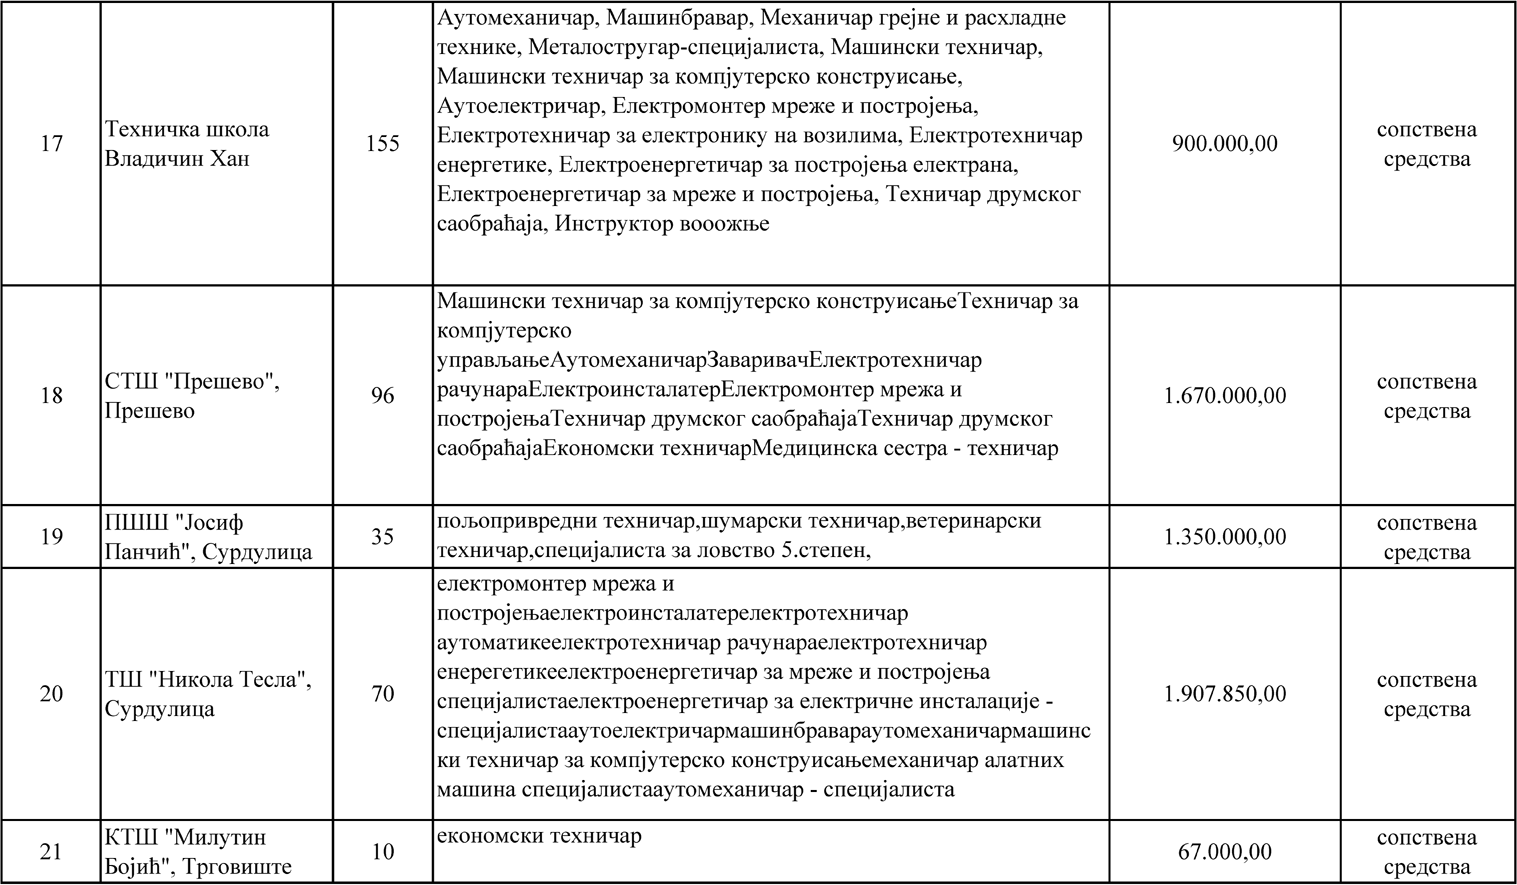 17
Техничка школа
Владичин Хан
155
Аутомеханичар, Машинбравар, Механичар грејне и расхладне
технике, Металостругар-специјалиста, Машински техничар,
Машински техничар за компјутерско конструисање,
Аутоелектричар, Електромонтер мреже и постројења,
Електротехничар за електронику на возилима, Електротехничар
енергетике, Електроенергетичар за постројења електрана,
Електроенергетичар за мреже и постројења, Техничар друмског
саобраћаја, Инструктор вооожње
900.000,00
сопствена
средства
18
СТШ "Прешево",
Прешево
96
Машински техничар за компјутерско конструисањеТехничар за
компјутерско
управљањеАутомеханичарЗаваривачЕлектротехничар
рачунараЕлектроинсталатерЕлектромонтер мрежа и
постројењаТехничар друмског саобраћајаТехничар друмског
саобраћајаЕкономски техничарМедицинска сестра - техничар
1.670.000,00
сопствена
средства
19
ПШШ "Јосиф
Панчић", Сурдулица
35
пољопривредни техничар,шумарски техничар,ветеринарски
техничар,специјалиста за ловство 5.степен,
1.350.000,00
сопствена
средства
20
ТШ "Никола Тесла",
Сурдулица
70
електромонтер мрежа и
постројењаелектроинсталатерелектротехничар
аутоматикеелектротехничар рачунараелектротехничар
енерегетикеелектроенергетичар за мреже и постројења
специјалистаелектроенергетичар за електричне инсталације -
специјалистааутоелектричармашинбравараутомеханичармашинс
ки техничар за компјутерско конструисањемеханичар алатних
машина специјалистааутомеханичар - специјалиста
1.907.850,00
сопствена
средства
21
КТШ "Милутин
Бојић", Трговиште
10
економски техничар
67.000,00
сопствена
средства